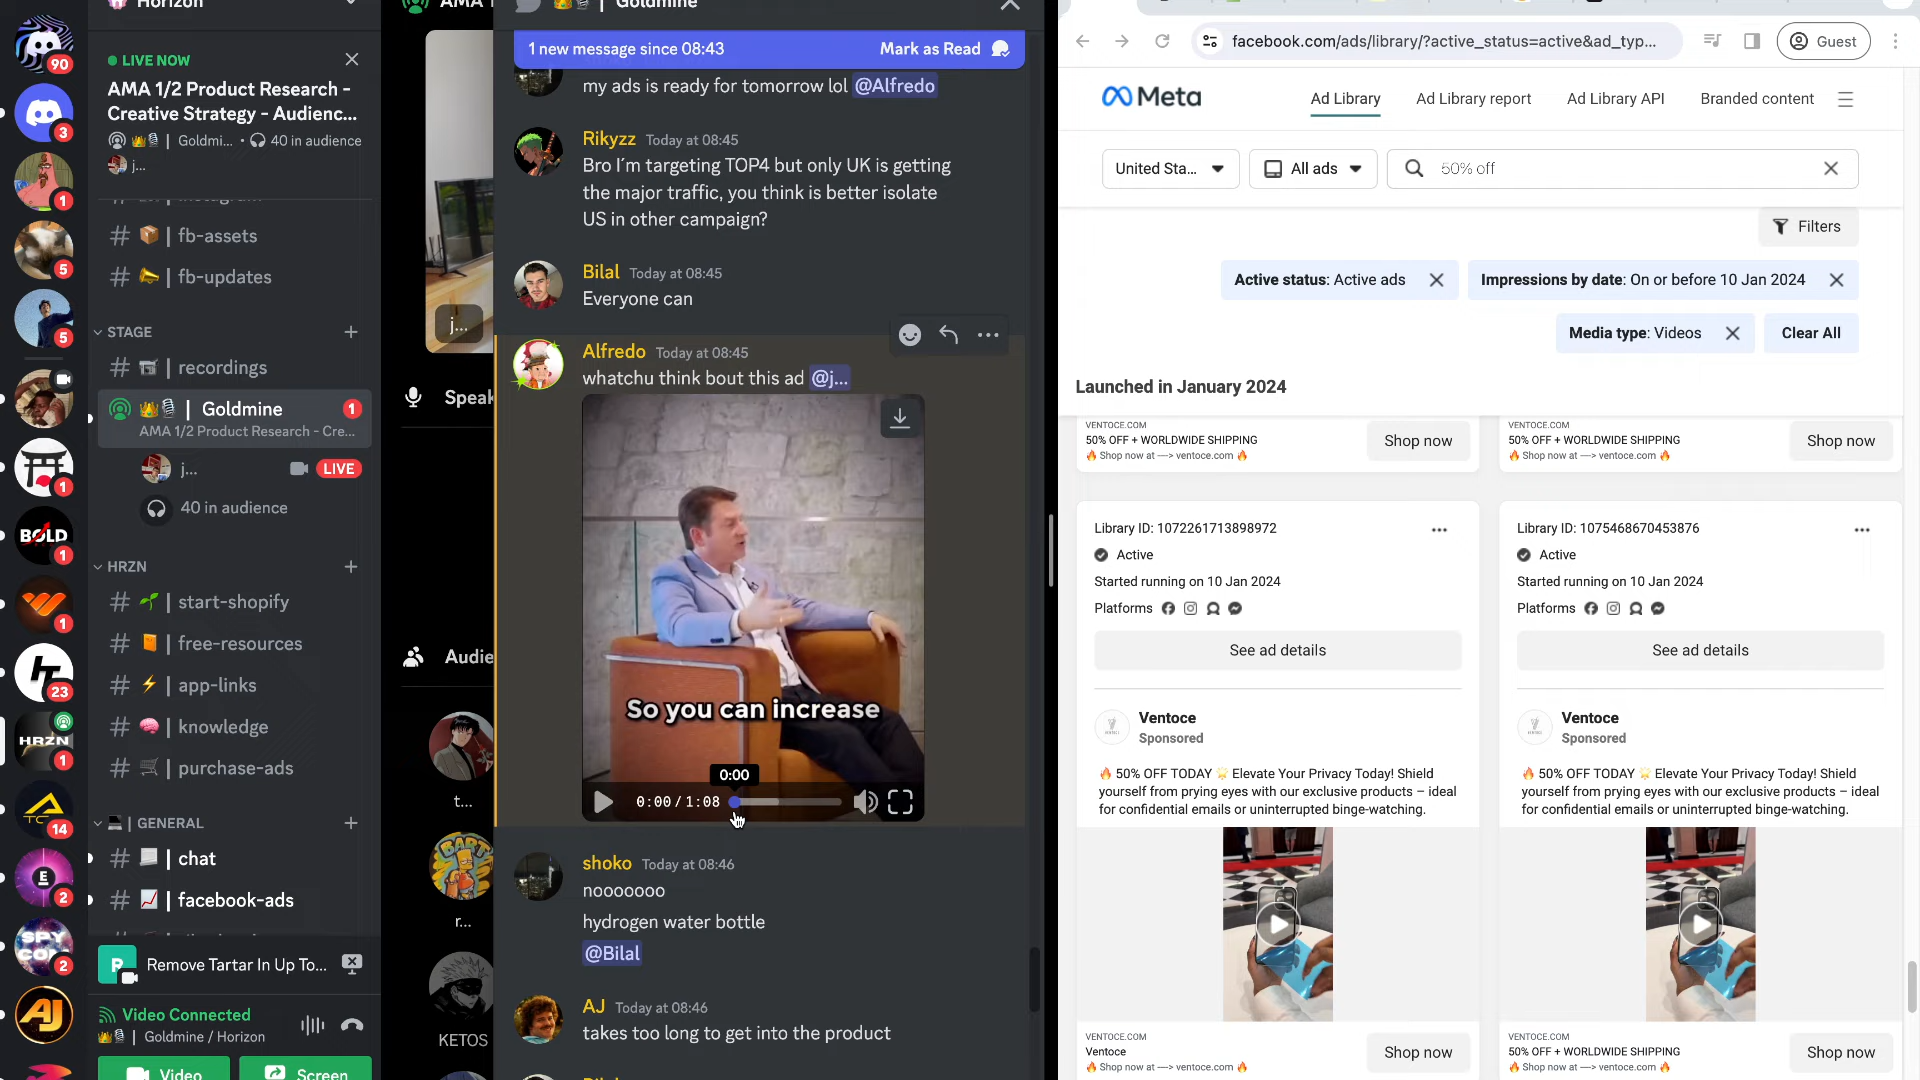 Horizon
LIVE NOW
AMA 1/2 Product Research -
Creative Strategy - Audienc...
Goldmi... • 40 in audience
j...
# | fb-assets
# | fb-updates
STAGE
# | recordings
| Goldmine 1
AMA 1/2 Product Research - Cre...
j... LIVE
40 in audience
HRZN
# | start-shopify
# | free-resources
# | app-links
# | knowledge
# | purchase-ads
| GENERAL
# | chat
# | facebook-ads
R
Remove Tartar In Up To...
Video Connected
Goldmine / Horizon
Video
Screen
90
3
1
5
5
1
BOLD
1
1
23
HRZN
1
14
E
2
SPY
2
AJ
AMA 1
j...
Speak
Audie
t...
BART
r...
KETOS
| Goldmine
1 new message since 08:43
Mark as Read
my ads is ready for tomorrow lol @Alfredo
Rikyzz Today at 08:45
Bro I'm targeting TOP4 but only UK is getting
the major traffic, you think is better isolate
US in other campaign?
Bilal Today at 08:45
Everyone can
Alfredo Today at 08:45
whatchu think bout this ad @j...
So you can increase
0:00
0:00 / 1:08
shoko Today at 08:46
nooooooo
hydrogen water bottle
@Bilal
AJ Today at 08:46
takes too long to get into the product
facebook.com/ads/library/?active_status=active&ad_typ...
Guest
Meta
Ad Library
Ad Library report
Ad Library API
Branded content
United Sta...
All ads
50% off
Filters
Active status: Active ads
Impressions by date: On or before 10 Jan 2024
Media type: Videos
Clear All
Launched in January 2024
VENTOCE.COM
50% OFF + WORLDWIDE SHIPPING
Shop now at —-> ventoce.com
Shop now
VENTOCE.COM
50% OFF + WORLDWIDE SHIPPING
Shop now at —-> ventoce.com
Shop now
Library ID: 1072261713898972
Active
Started running on 10 Jan 2024
Platforms
See ad details
Ventoce
Sponsored
50% OFF TODAY Elevate Your Privacy Today! Shield
yourself from prying eyes with our exclusive products – ideal
for confidential emails or uninterrupted binge-watching.
VENTOCE.COM
Ventoce
Shop now at —-> ventoce.com
Shop now
Library ID: 1075468670453876
Active
Started running on 10 Jan 2024
Platforms
See ad details
Ventoce
Sponsored
50% OFF TODAY Elevate Your Privacy Today! Shield
yourself from prying eyes with our exclusive products – ideal
for confidential emails or uninterrupted binge-watching.
VENTOCE.COM
50% OFF + WORLDWIDE SHIPPING
Shop now at —-> ventoce.com
Shop now